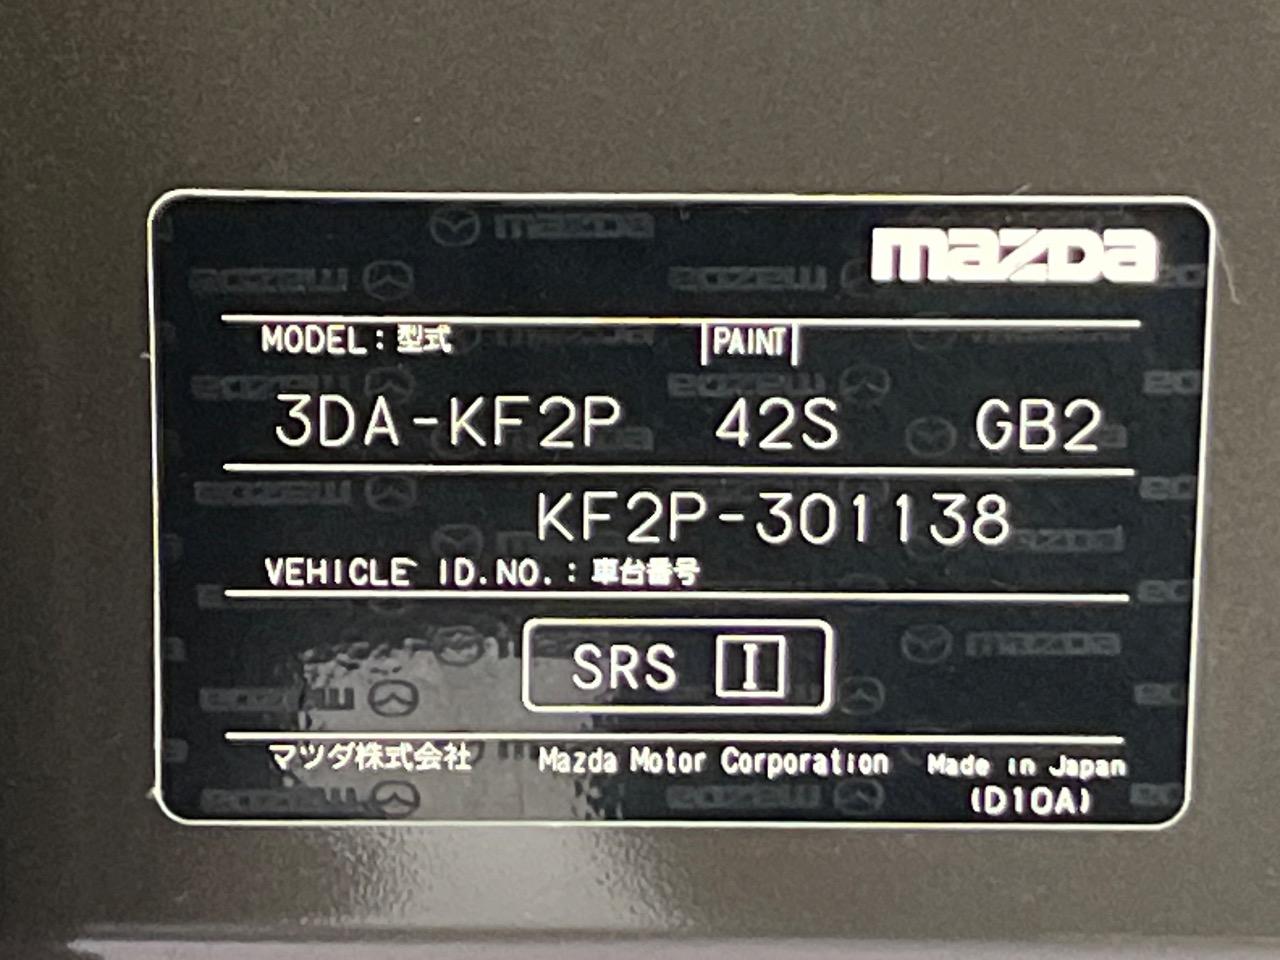 mazda
MODEL : 型式 PAINT
3DA-KF2P 42S GB2
KF2P-301138
VEHICLE ID.NO. : 車台番号
SRS I
マツダ株式会社 Mazda Motor Corporation Made in Japan
(D10A)